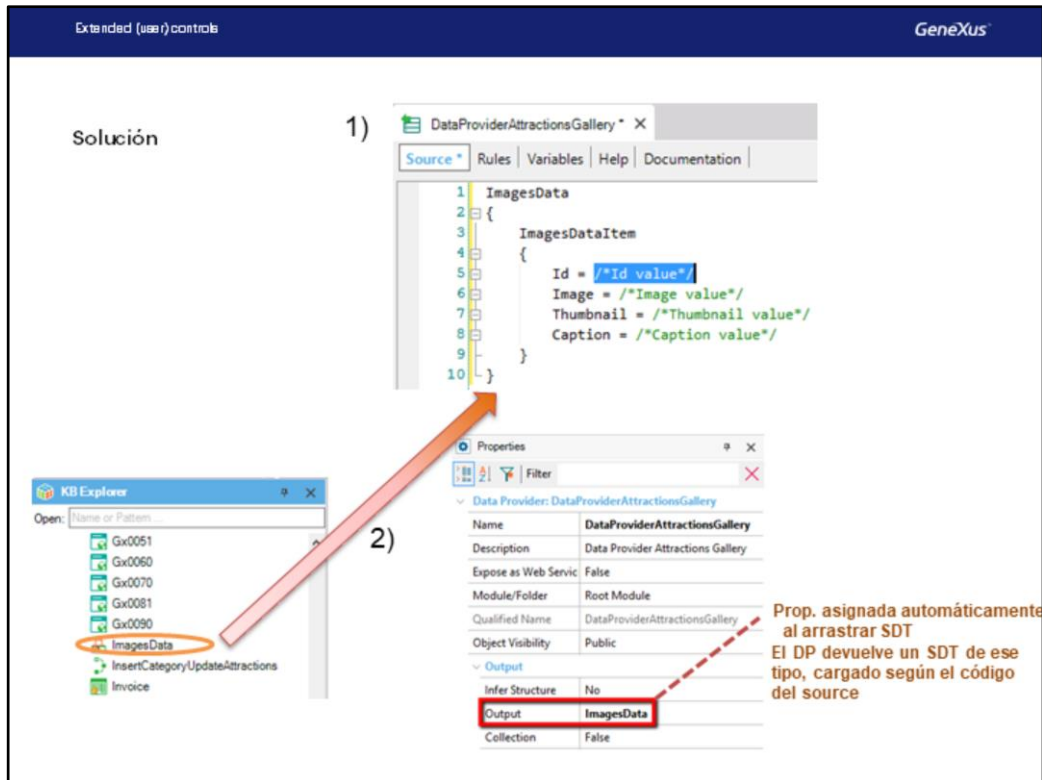 Extended (user) controls
GeneXus
Solución
1)
DataProviderAttractionsGallery * X
Source * Rules Variables Help Documentation
1 ImagesData
2 {
3 ImagesDataItem
4 {
5 Id = /*Id value*/
6 Image = /*Image value*/
7 Thumbnail = /*Thumbnail value*/
8 Caption = /*Caption value*/
9 }
10 }
KB Explorer
Open: Name or Pattern ...
Gx0051
Gx0060
Gx0070
Gx0081
Gx0090
ImagesData
InsertCategoryUpdateAttractions
Invoice
2)
Properties
Filter
Data Provider: DataProviderAttractionsGallery
Name DataProviderAttractionsGallery
Description Data Provider Attractions Gallery
Expose as Web Servic False
Module/Folder Root Module
Qualified Name DataProviderAttractionsGallery
Object Visibility Public
Output
Infer Structure No
Output ImagesData
Collection False
Prop. asignada automáticamente
al arrastrar SDT
El DP devuelve un SDT de ese
tipo, cargado según el código
del source